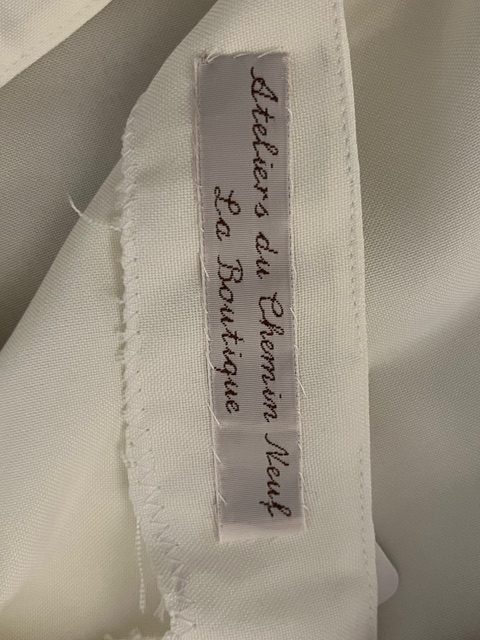 Ateliers du Chemin Neuf
La Boutique